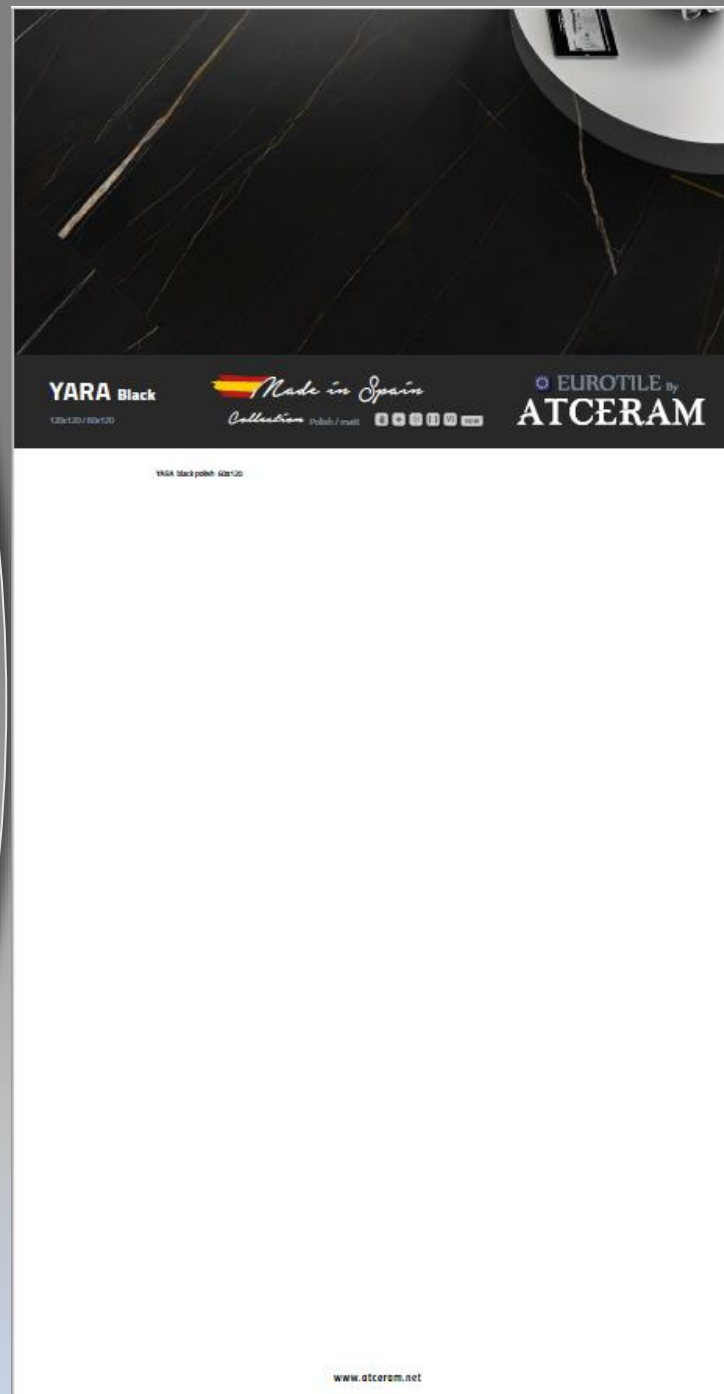 YARA Black
120x120 / 60x120
Made in Spain
Collection Polish / matt
NEW
EUROTILE By
ATCERAM
YARA black polish 60x120
www.atceram.net